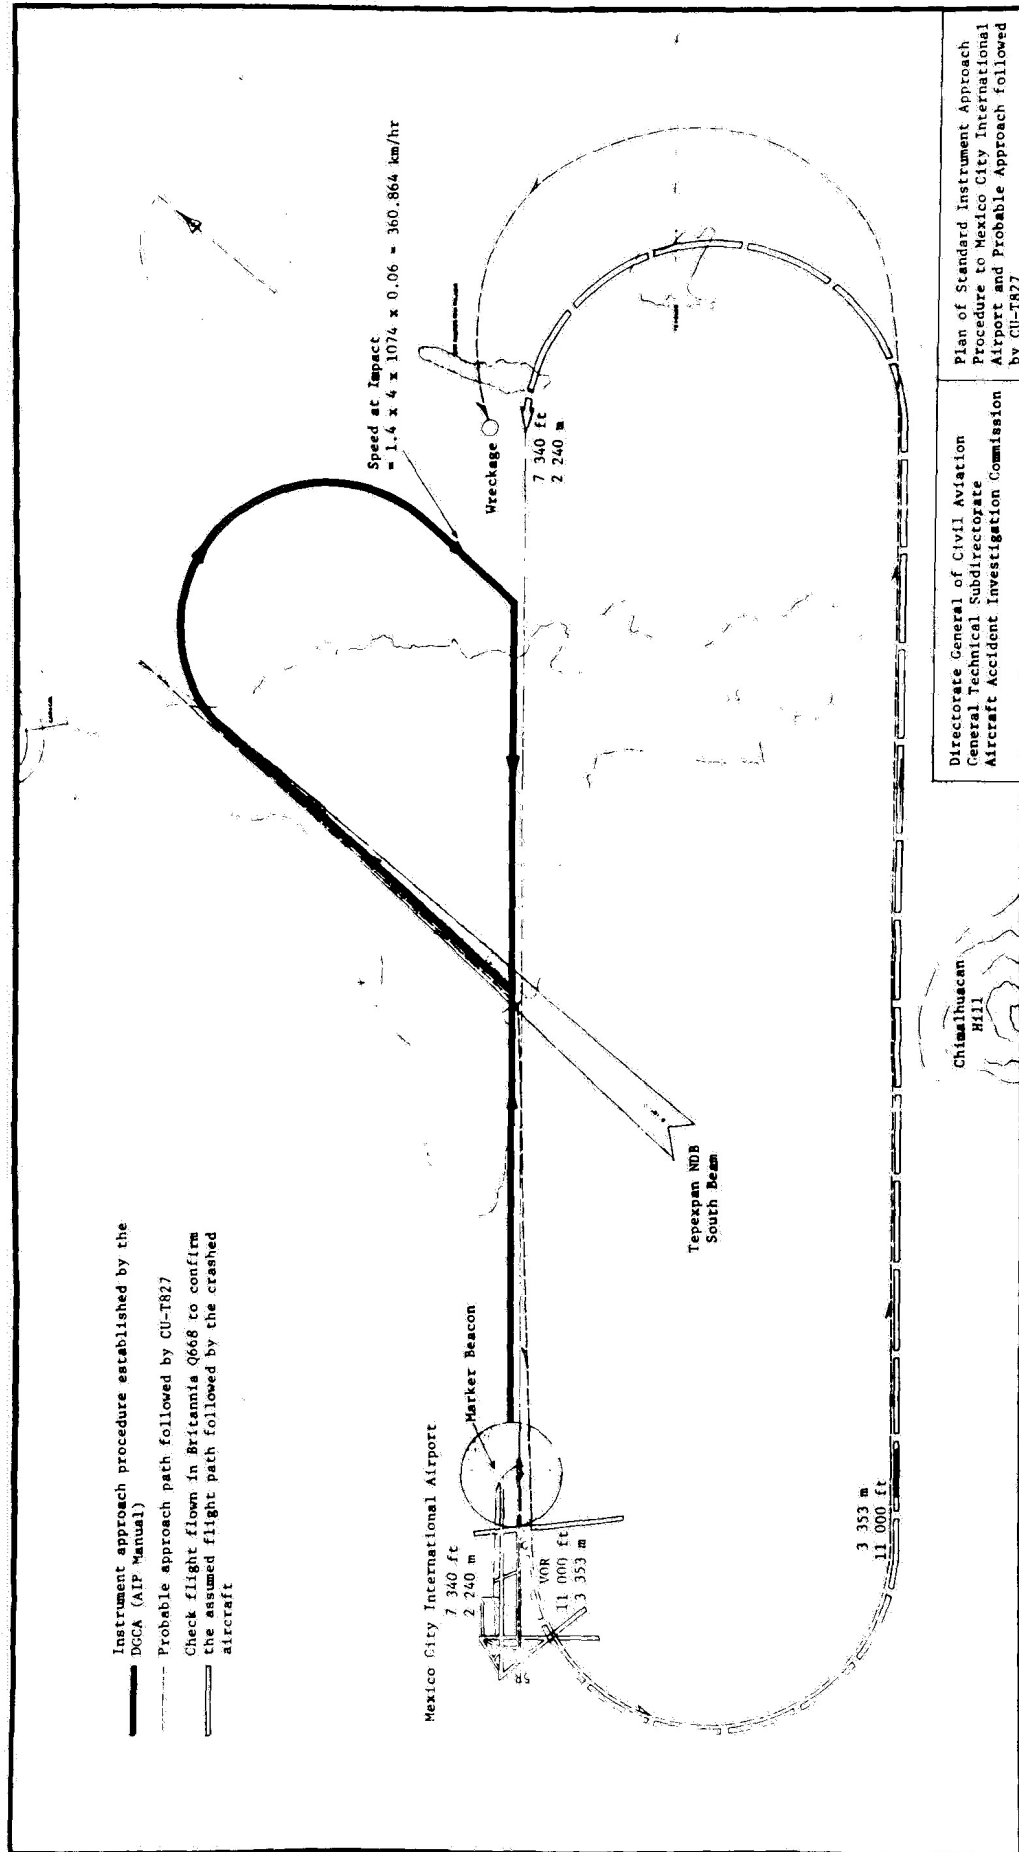 Instrument approach procedure established by the
DGCA (AIP Manual)
Probable approach path followed by CU-T827
Check flight flown in Britannia Q668 to confirm
the assumed flight path followed by the crashed
aircraft
Speed at Impact
= 1.4 x 4 x 1074 x 0.06 = 360.864 km/hr
Wreckage
7 340 ft
2 240 m
Mexico City International Airport
7 340 ft
2 240 m
Marker Beacon
VOR
11 000 ft
3 353 m
5R
Tepexpan NDB
South Beam
3 353 m
11 000 ft
Chimalhuacan
Hill
Directorate General of Civil Aviation
General Technical Subdirectorate
Aircraft Accident Investigation Commission
Plan of Standard Instrument Approach
Procedure to Mexico City International
Airport and Probable Approach followed
by CU-T827